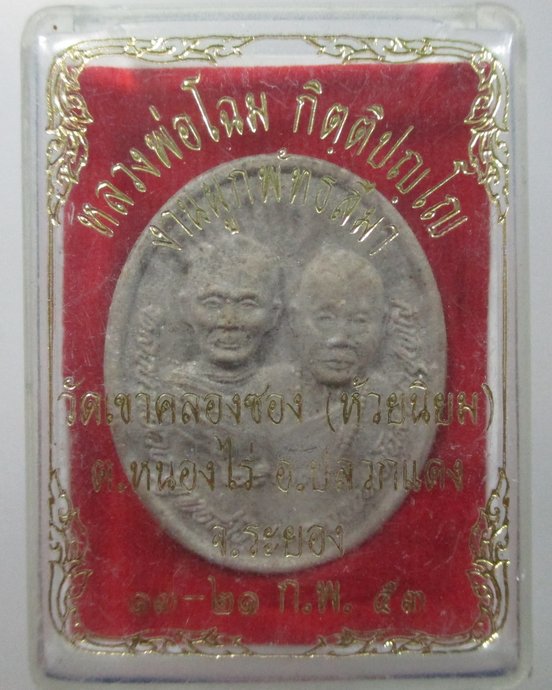 หลวงพ่อโฉม กิตฺติปญฺโญ
งานผูกพัทธสีมา
วัดเขาคลองซอง (ห้วยนิยม)
ต.หนองไร่ อ.ปลวกแดง
จ.ระยอง
๑๓-๒๑ ก.พ. ๕๓